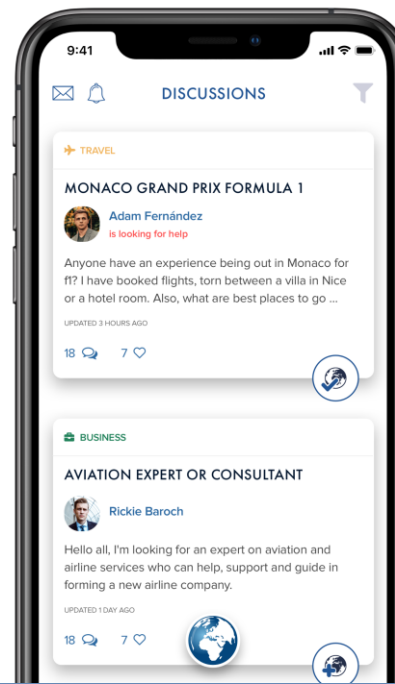 9:41
DISCUSSIONS
TRAVEL
MONACO GRAND PRIX FORMULA 1
Adam Fernández
is looking for help
Anyone have an experience being out in Monaco for
f1? I have booked flights, torn between a villa in Nice
or a hotel room. Also, what are best places to go ...
UPDATED 3 HOURS AGO
18 7
BUSINESS
AVIATION EXPERT OR CONSULTANT
Rickie Baroch
Hello all, I'm looking for an expert on aviation and
airline services who can help, support and guide in
forming a new airline company.
UPDATED 1 DAY AGO
18 7